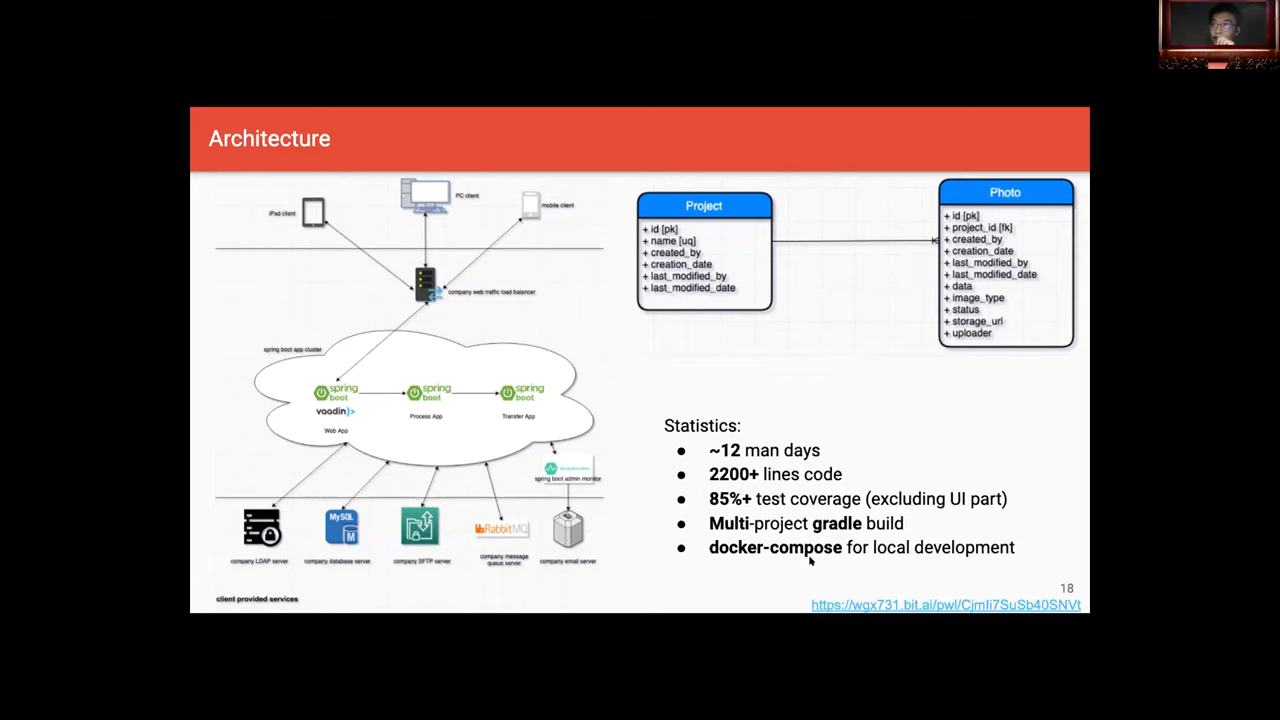 Architecture
iPad client
PC client
mobile client
company web traffic load balancer
spring boot app cluster
spring boot
spring boot
spring boot
vaadin}>
Process App
Transfer App
Web App
spring boot admin monitor
MySQL
RabbitMQ
company LDAP server
company database server
company SFTP server
company message
queue server
company email server
client provided services
Project
+ id [pk]
+ name [uq]
+ created_by
+ creation_date
+ last_modified_by
+ last_modified_date
Photo
+ id [pk]
+ project_id [fk]
+ created_by
+ creation_date
+ last_modified_by
+ last_modified_date
+ data
+ image_type
+ status
+ storage_url
+ uploader
Statistics:
● ~12 man days
● 2200+ lines code
● 85%+ test coverage (excluding UI part)
● Multi-project gradle build
● docker-compose for local development
18
https://wgx731.bit.ai/pwl/CjmIi7SuSb40SNVt